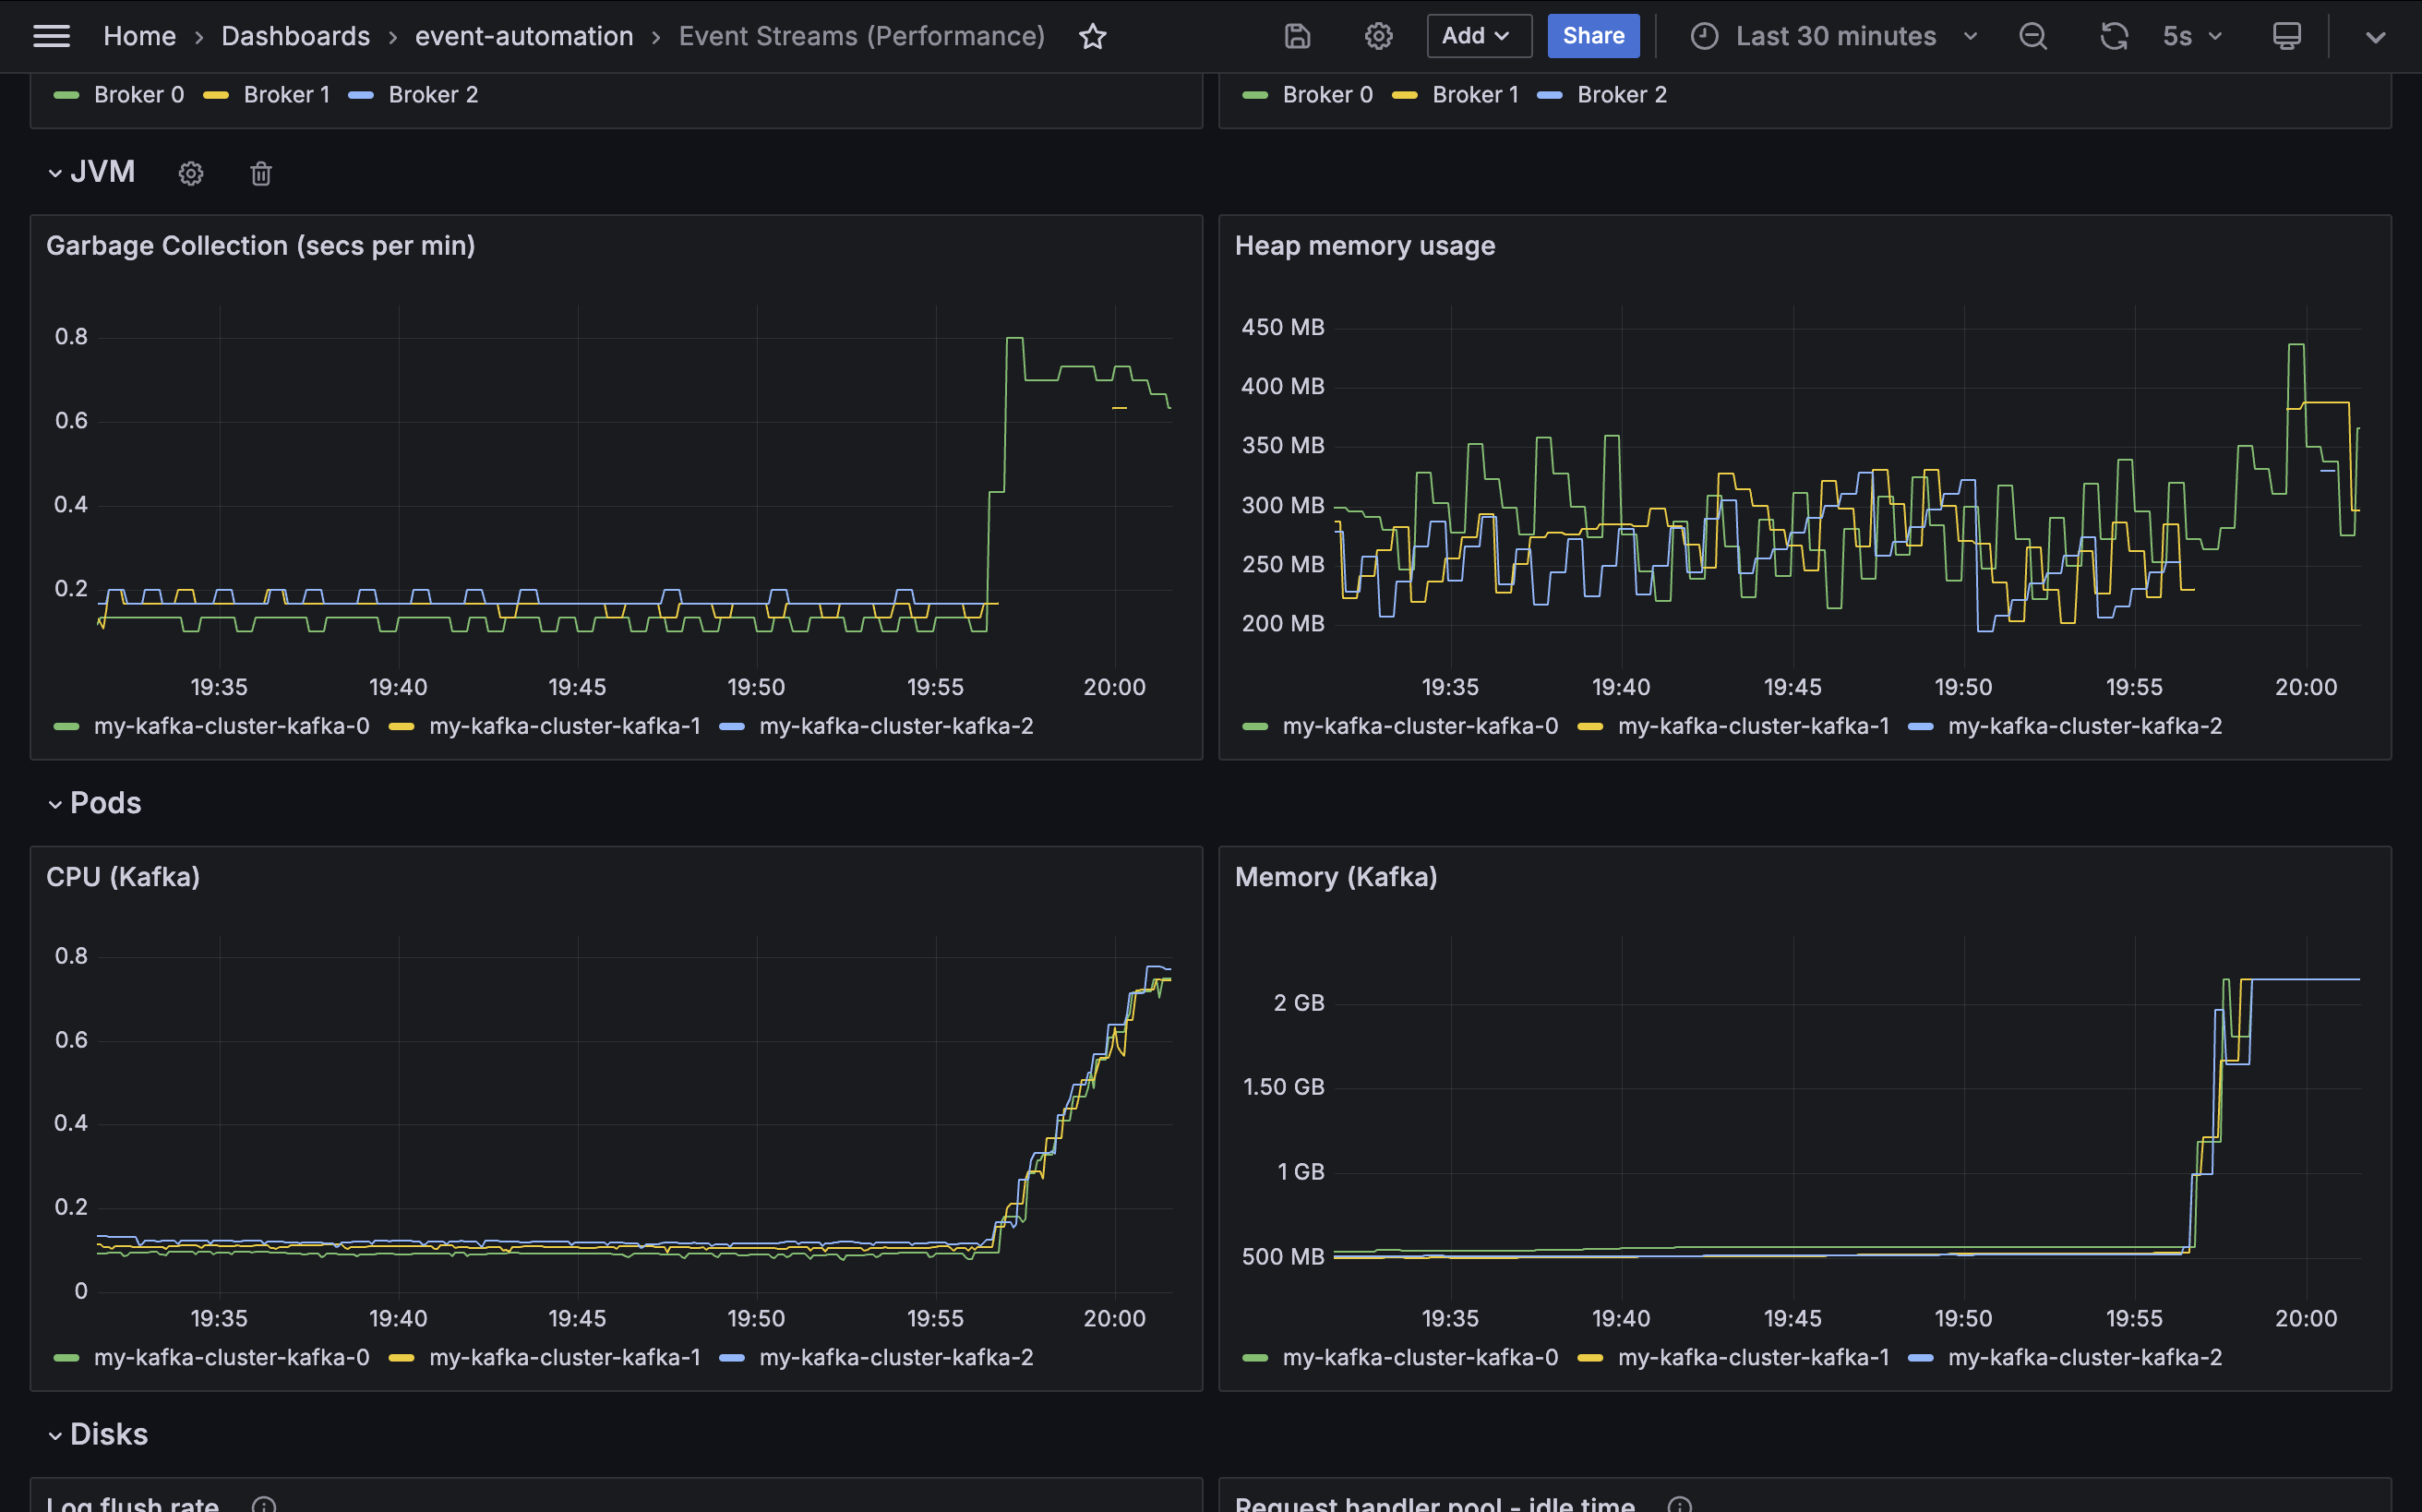 Home › Dashboards › event-automation › Event Streams (Performance) Add Share Last 30 minutes 5s
Broker 0 Broker 1 Broker 2
Broker 0 Broker 1 Broker 2
JVM
Garbage Collection (secs per min)
0.8
0.6
0.4
0.2
19:35 19:40 19:45 19:50 19:55 20:00
my-kafka-cluster-kafka-0 my-kafka-cluster-kafka-1 my-kafka-cluster-kafka-2
Heap memory usage
450 MB
400 MB
350 MB
300 MB
250 MB
200 MB
19:35 19:40 19:45 19:50 19:55 20:00
my-kafka-cluster-kafka-0 my-kafka-cluster-kafka-1 my-kafka-cluster-kafka-2
Pods
CPU (Kafka)
0.8
0.6
0.4
0.2
0
19:35 19:40 19:45 19:50 19:55 20:00
my-kafka-cluster-kafka-0 my-kafka-cluster-kafka-1 my-kafka-cluster-kafka-2
Memory (Kafka)
2 GB
1.50 GB
1 GB
500 MB
19:35 19:40 19:45 19:50 19:55 20:00
my-kafka-cluster-kafka-0 my-kafka-cluster-kafka-1 my-kafka-cluster-kafka-2
Disks
Log flush rate
Request handler pool - idle time